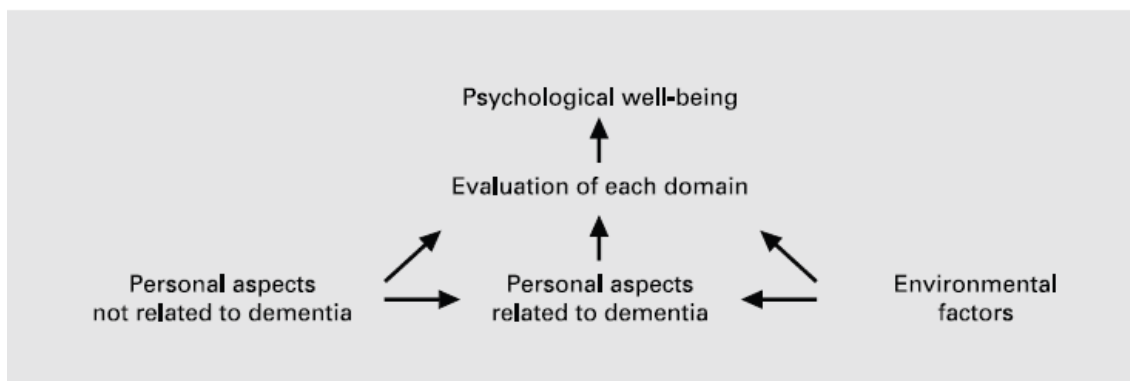 Psychological well-being
Evaluation of each domain
Personal aspects
not related to dementia
Personal aspects
related to dementia
Environmental
factors